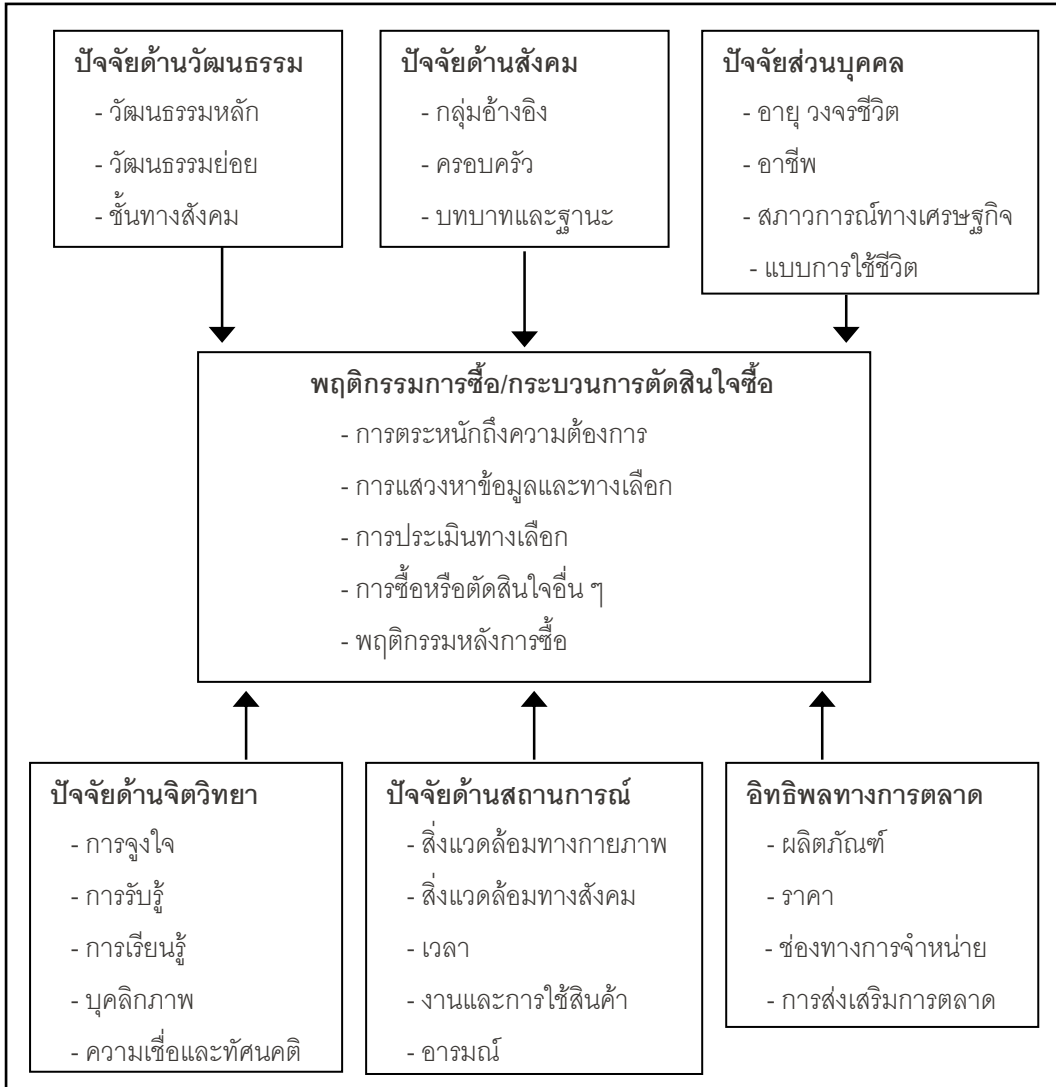 ปัจจัยด้านวัฒนธรรม
- วัฒนธรรมหลัก
- วัฒนธรรมย่อย
- ชั้นทางสังคม
ปัจจัยด้านสังคม
- กลุ่มอ้างอิง
- ครอบครัว
- บทบาทและฐานะ
ปัจจัยส่วนบุคคล
- อายุ วงจรชีวิต
- อาชีพ
- สภาวการณ์ทางเศรษฐกิจ
- แบบการใช้ชีวิต
พฤติกรรมการซื้อ/กระบวนการตัดสินใจซื้อ
- การตระหนักถึงความต้องการ
- การแสวงหาข้อมูลและทางเลือก
- การประเมินทางเลือก
- การซื้อหรือตัดสินใจอื่น ๆ
- พฤติกรรมหลังการซื้อ
ปัจจัยด้านจิตวิทยา
- การจูงใจ
- การรับรู้
- การเรียนรู้
- บุคลิกภาพ
- ความเชื่อและทัศนคติ
ปัจจัยด้านสถานการณ์
- สิ่งแวดล้อมทางกายภาพ
- สิ่งแวดล้อมทางสังคม
- เวลา
- งานและการใช้สินค้า
- อารมณ์
อิทธิพลทางการตลาด
- ผลิตภัณฑ์
- ราคา
- ช่องทางการจำหน่าย
- การส่งเสริมการตลาด